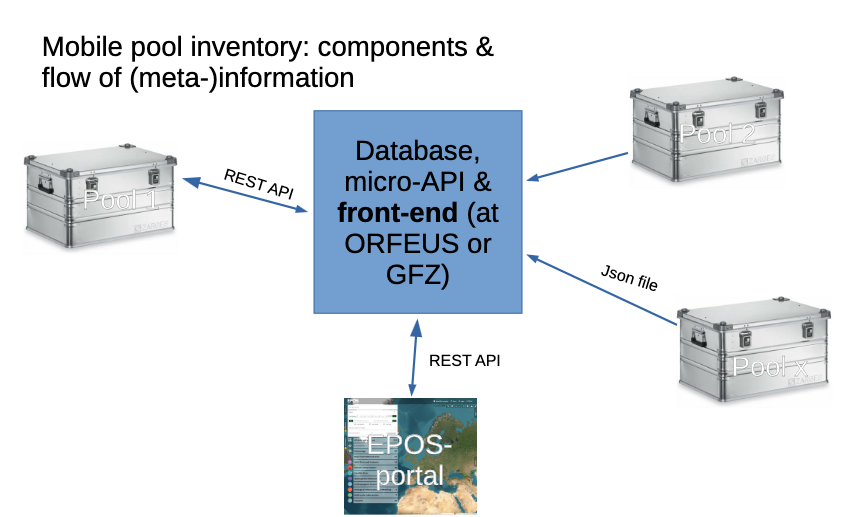 Mobile pool inventory: components &
flow of (meta-)information
Database,
micro-API &
front-end (at
ORFEUS or
GFZ)
Pool 1
REST API
Pool 2
Json file
Pool x
REST API
EPOS-
portal